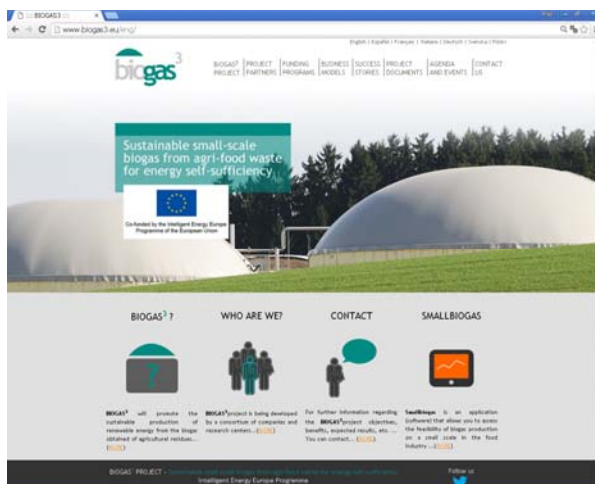 BIOGAS3
www.biogas3.eu/eng/
English | Español | Français | Italiano | Deutsch | Svenska | Polski
biogas3
BIOGAS3 PROJECT
PROJECT PARTNERS
FUNDING PROGRAMS
BUSINESS MODELS
SUCCESS STORIES
PROJECT DOCUMENTS
AGENDA AND EVENTS
CONTACT US
Sustainable small-scale
biogas from agri-food waste
for energy self-sufficiency
Co-funded by the Intelligent Energy Europe
Programme of the European Union
BIOGAS3 ?
?
BIOGAS3 will promote the
sutainable production of
renewable energy from the biogas
obtained of agricultural residues...
(MORE)
WHO ARE WE?
BIOGAS3project is being developed
by a consortium of companies and
research centers...(MORE)
CONTACT
For further information regarding
the BIOGAS3project objectives,
benefits, expected results, etc. ...
You can contact... (MORE)
SMALLBIOGAS
Smallbiogas is an application
(software) that allows you to access
the feasibility of biogas production
on a small scale in the food
industry ...(MORE)
BIOGAS3 PROJECT - Sustainable small-scale biogas from agri-food waste for energy self-sufficiency
Intelligent Energy Europe Programme
Follow us